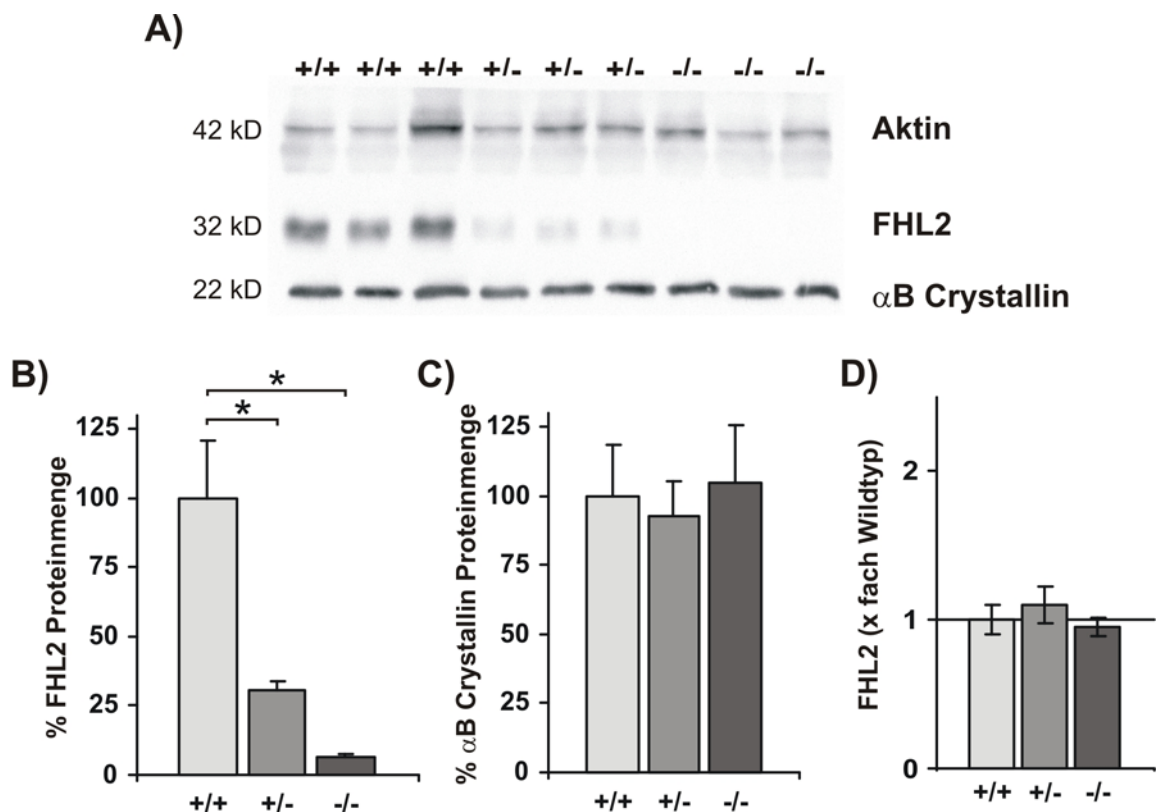 A)
+/+ +/+ +/+ +/- +/- +/- -/- -/- -/-
42 kD Aktin
32 kD FHL2
22 kD αB Crystallin
B)
% FHL2 Proteinmenge
125
100
75
50
25
0
* *
+/+ +/- -/-
C)
% αB Crystallin Proteinmenge
125
100
75
50
25
0
+/+ +/- -/-
D)
FHL2 (x fach Wildtyp)
2
1
0
+/+ +/- -/-